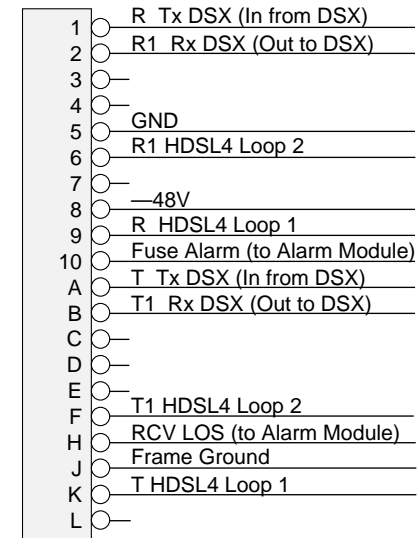 1 R Tx DSX (In from DSX)
2 R1 Rx DSX (Out to DSX)
3
4
5 GND
6 R1 HDSL4 Loop 2
7
8 —48V
9 R HDSL4 Loop 1
10 Fuse Alarm (to Alarm Module)
A T Tx DSX (In from DSX)
B T1 Rx DSX (Out to DSX)
C
D
E
F T1 HDSL4 Loop 2
H RCV LOS (to Alarm Module)
J Frame Ground
K T HDSL4 Loop 1
L